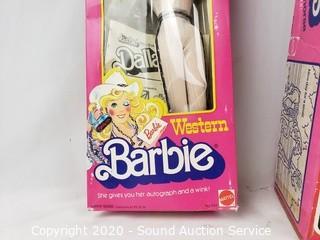 Dalla
Barbie
Western
Barbie
She gives you her autograph and a wink!
MATTEL
Copyright 2020 - Sound Auction Service